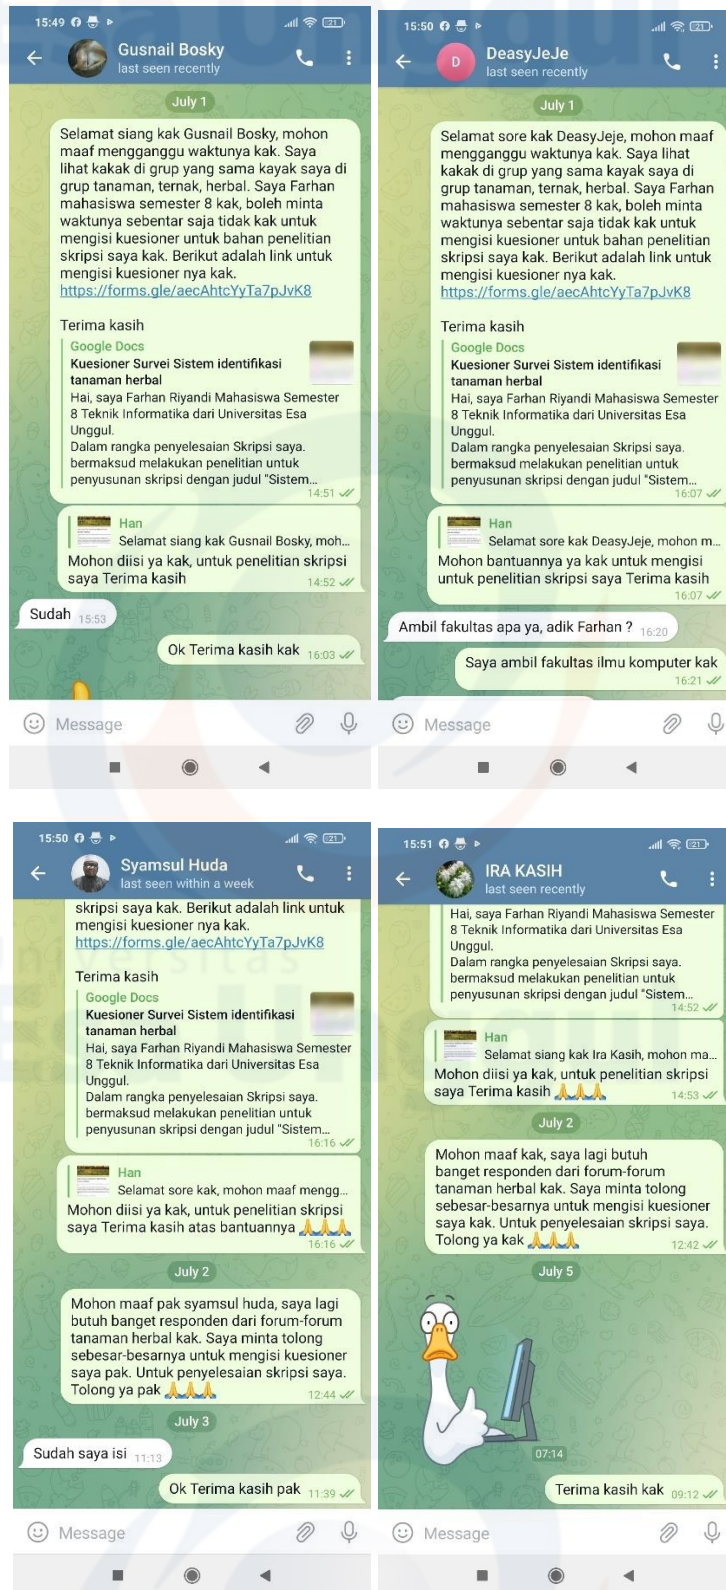 15:49
21
Gusnail Bosky
last seen recently
July 1
Selamat siang kak Gusnail Bosky, mohon
maaf mengganggu waktunya kak. Saya
lihat kakak di grup yang sama kayak saya di
grup tanaman, ternak, herbal. Saya Farhan
mahasiswa semester 8 kak, boleh minta
waktunya sebentar saja tidak kak untuk
mengisi kuesioner untuk bahan penelitian
skripsi saya kak. Berikut adalah link untuk
mengisi kuesioner nya kak.
https://forms.gle/aecAhtcYyTa7pJvK8
Terima kasih
Google Docs
Kuesioner Survei Sistem identifikasi
tanaman herbal
Hai, saya Farhan Riyandi Mahasiswa Semester
8 Teknik Informatika dari Universitas Esa
Unggul.
Dalam rangka penyelesaian Skripsi saya.
bermaksud melakukan penelitian untuk
penyusunan skripsi dengan judul "Sistem...
14:51
Han
Selamat siang kak Gusnail Bosky, moh...
Mohon diisi ya kak, untuk penelitian skripsi
saya Terima kasih
14:52
Sudah 15:53
Ok Terima kasih kak 16:03
Message
15:50
21
D
DeasyJeJe
last seen recently
July 1
Selamat sore kak DeasyJeje, mohon maaf
mengganggu waktunya kak. Saya lihat
kakak di grup yang sama kayak saya di
grup tanaman, ternak, herbal. Saya Farhan
mahasiswa semester 8 kak, boleh minta
waktunya sebentar saja tidak kak untuk
mengisi kuesioner untuk bahan penelitian
skripsi saya kak. Berikut adalah link untuk
mengisi kuesioner nya kak.
https://forms.gle/aecAhtcYyTa7pJvK8
Terima kasih
Google Docs
Kuesioner Survei Sistem identifikasi
tanaman herbal
Hai, saya Farhan Riyandi Mahasiswa Semester
8 Teknik Informatika dari Universitas Esa
Unggul.
Dalam rangka penyelesaian Skripsi saya.
bermaksud melakukan penelitian untuk
penyusunan skripsi dengan judul "Sistem...
16:07
Han
Selamat sore kak DeasyJeje, mohon m...
Mohon bantuannya ya kak untuk mengisi
untuk penelitian skripsi saya Terima kasih
16:07
Ambil fakultas apa ya, adik Farhan ? 16:20
Saya ambil fakultas ilmu komputer kak
16:21
Message
15:50
21
Syamsul Huda
last seen within a week
skripsi saya kak. Berikut adalah link untuk
mengisi kuesioner nya kak.
https://forms.gle/aecAhtcYyTa7pJvK8
Terima kasih
Google Docs
Kuesioner Survei Sistem identifikasi
tanaman herbal
Hai, saya Farhan Riyandi Mahasiswa Semester
8 Teknik Informatika dari Universitas Esa
Unggul.
Dalam rangka penyelesaian Skripsi saya.
bermaksud melakukan penelitian untuk
penyusunan skripsi dengan judul "Sistem...
16:16
Han
Selamat sore kak, mohon maaf mengg...
Mohon diisi ya kak, untuk penelitian skripsi
saya Terima kasih atas bantuannya 🙏🙏🙏
16:16
July 2
Mohon maaf pak syamsul huda, saya lagi
butuh banget responden dari forum-forum
tanaman herbal kak. Saya minta tolong
sebesar-besarnya untuk mengisi kuesioner
saya pak. Untuk penyelesaian skripsi saya.
Tolong ya pak 🙏🙏🙏
12:44
July 3
Sudah saya isi 11:13
Ok Terima kasih pak 11:39
Message
15:51
21
IRA KASIH
last seen recently
Hai, saya Farhan Riyandi Mahasiswa Semester
8 Teknik Informatika dari Universitas Esa
Unggul.
Dalam rangka penyelesaian Skripsi saya.
bermaksud melakukan penelitian untuk
penyusunan skripsi dengan judul "Sistem...
14:52
Han
Selamat siang kak Ira Kasih, mohon ma...
Mohon diisi ya kak, untuk penelitian skripsi
saya Terima kasih 🙏🙏🙏
14:53
July 2
Mohon maaf kak, saya lagi butuh
banget responden dari forum-forum
tanaman herbal kak. Saya minta tolong
sebesar-besarnya untuk mengisi kuesioner
saya kak. Untuk penyelesaian skripsi saya.
Tolong ya kak 🙏🙏🙏
12:42
July 5
07:14
Terima kasih kak 09:12
Message
Universitas
Esa Unggul